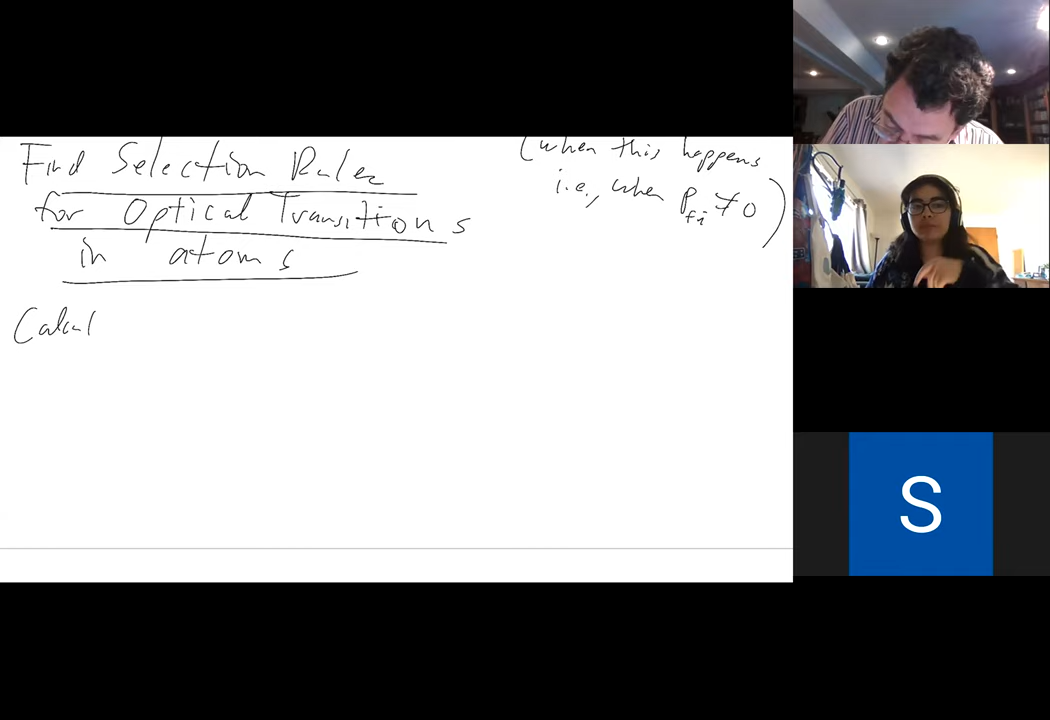 Find Selection Rules
for Optical Transitions
in atoms
(when this happens
i.e., when P_fi ≠ 0)
Calcul
S